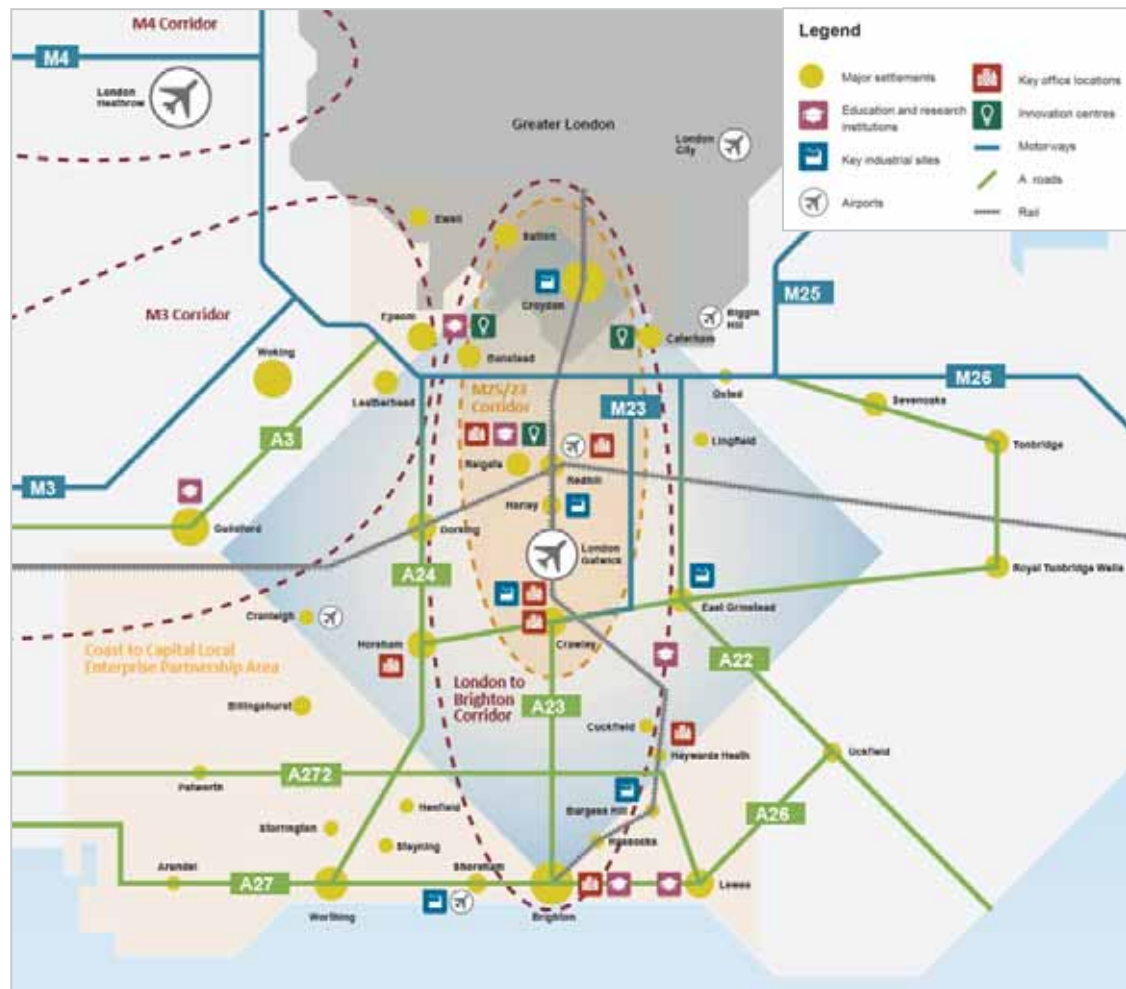 M4 Corridor
M4
London
Heathrow
Greater London
London
City
Legend
Major settlements
Key office locations
Education and research
institutions
Innovation centres
Key industrial sites
Motorways
A roads
Airports
Rail
Ewell
Sutton
Croydon
M25
M3 Corridor
Epsom
Biggin
Hill
Caterham
Woking
Banstead
Leatherhead
M25/23
Corridor
M23
Oxted
M26
Sevenoaks
A3
Lingfield
Tonbridge
M3
Reigate
Redhill
Horley
Guildford
Dorking
London
Gatwick
A24
Royal Tunbridge Wells
East Grinstead
Cranleigh
Crawley
Horsham
Coast to Capital Local
Enterprise Partnership Area
A22
London to
Brighton
Corridor
Billingshurst
A23
Cuckfield
Haywards Heath
Uckfield
A272
Petworth
Henfield
Burgess Hill
A26
Storrington
Steyning
Hassocks
Arundel
Shoreham
A27
Lewes
Worthing
Brighton